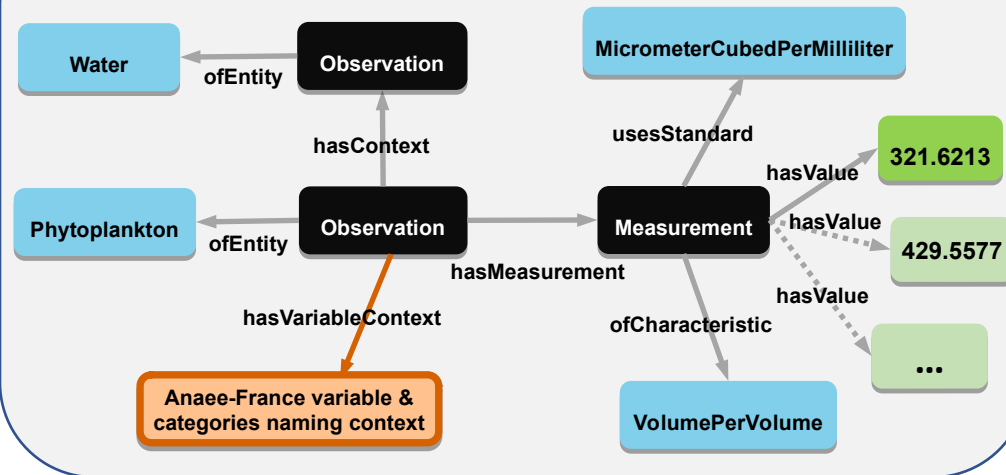 MicrometerCubedPerMilliliter
Water
Observation
ofEntity
usesStandard
hasContext
321.6213
hasValue
Phytoplankton
Observation
Measurement
hasValue
ofEntity
429.5577
hasMeasurement
hasValue
hasVariableContext
ofCharacteristic
...
Anaee-France variable &
categories naming context
VolumePerVolume